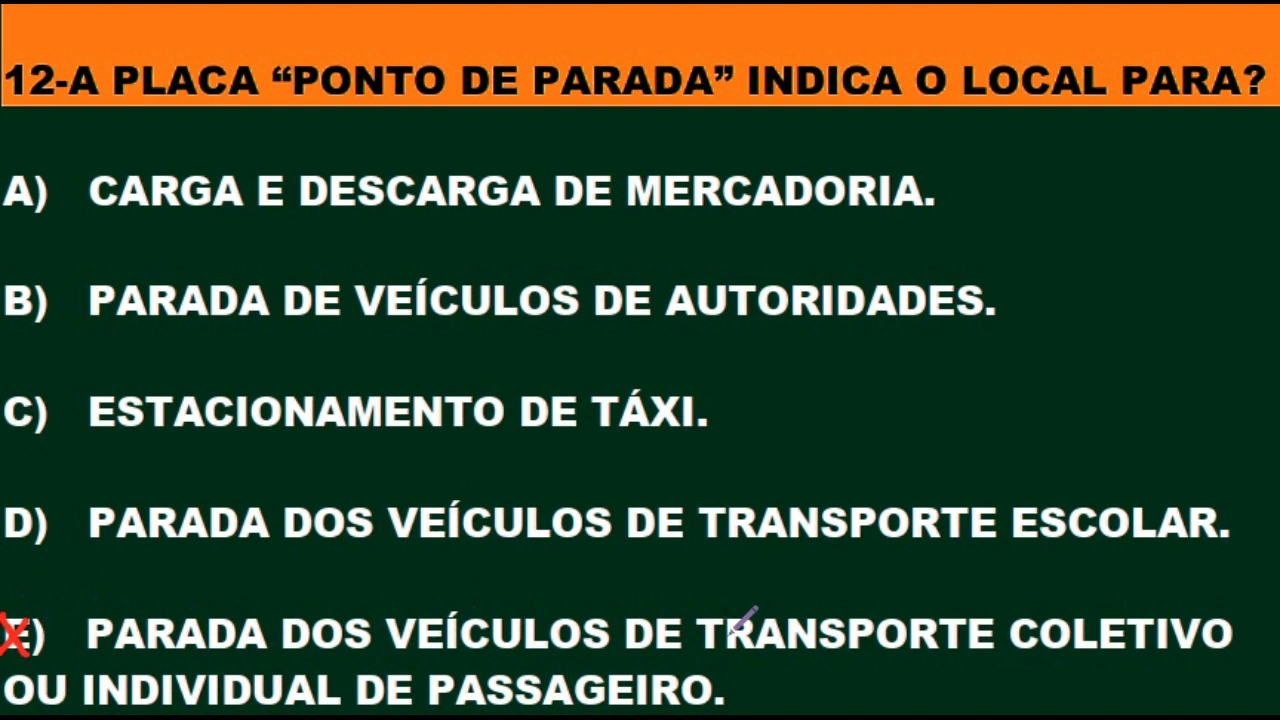 12-A PLACA “PONTO DE PARADA” INDICA O LOCAL PARA?
A) CARGA E DESCARGA DE MERCADORIA.
B) PARADA DE VEÍCULOS DE AUTORIDADES.
C) ESTACIONAMENTO DE TÁXI.
D) PARADA DOS VEÍCULOS DE TRANSPORTE ESCOLAR.
E) PARADA DOS VEÍCULOS DE TRANSPORTE COLETIVO
OU INDIVIDUAL DE PASSAGEIRO.